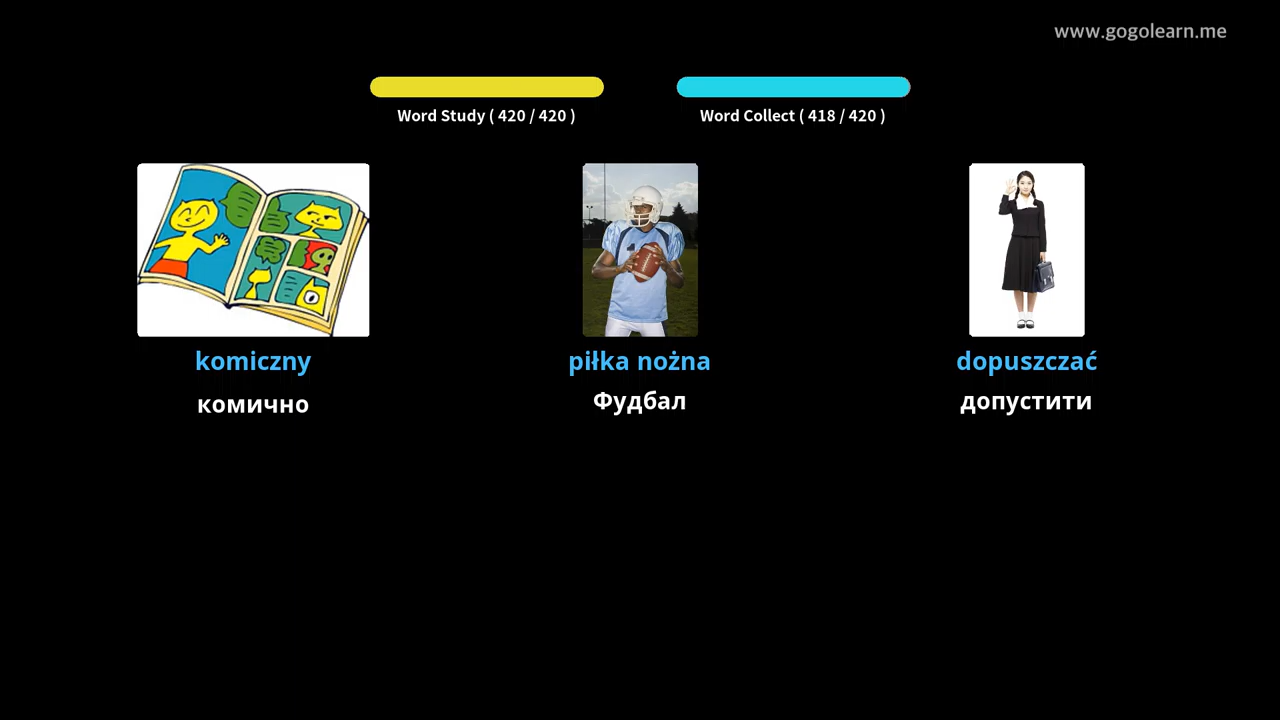 www.gogolearn.me
Word Study ( 420 / 420 )
Word Collect ( 418 / 420 )
komiczny
piłka nożna
dopuszczać
комично
Фудбал
допустити